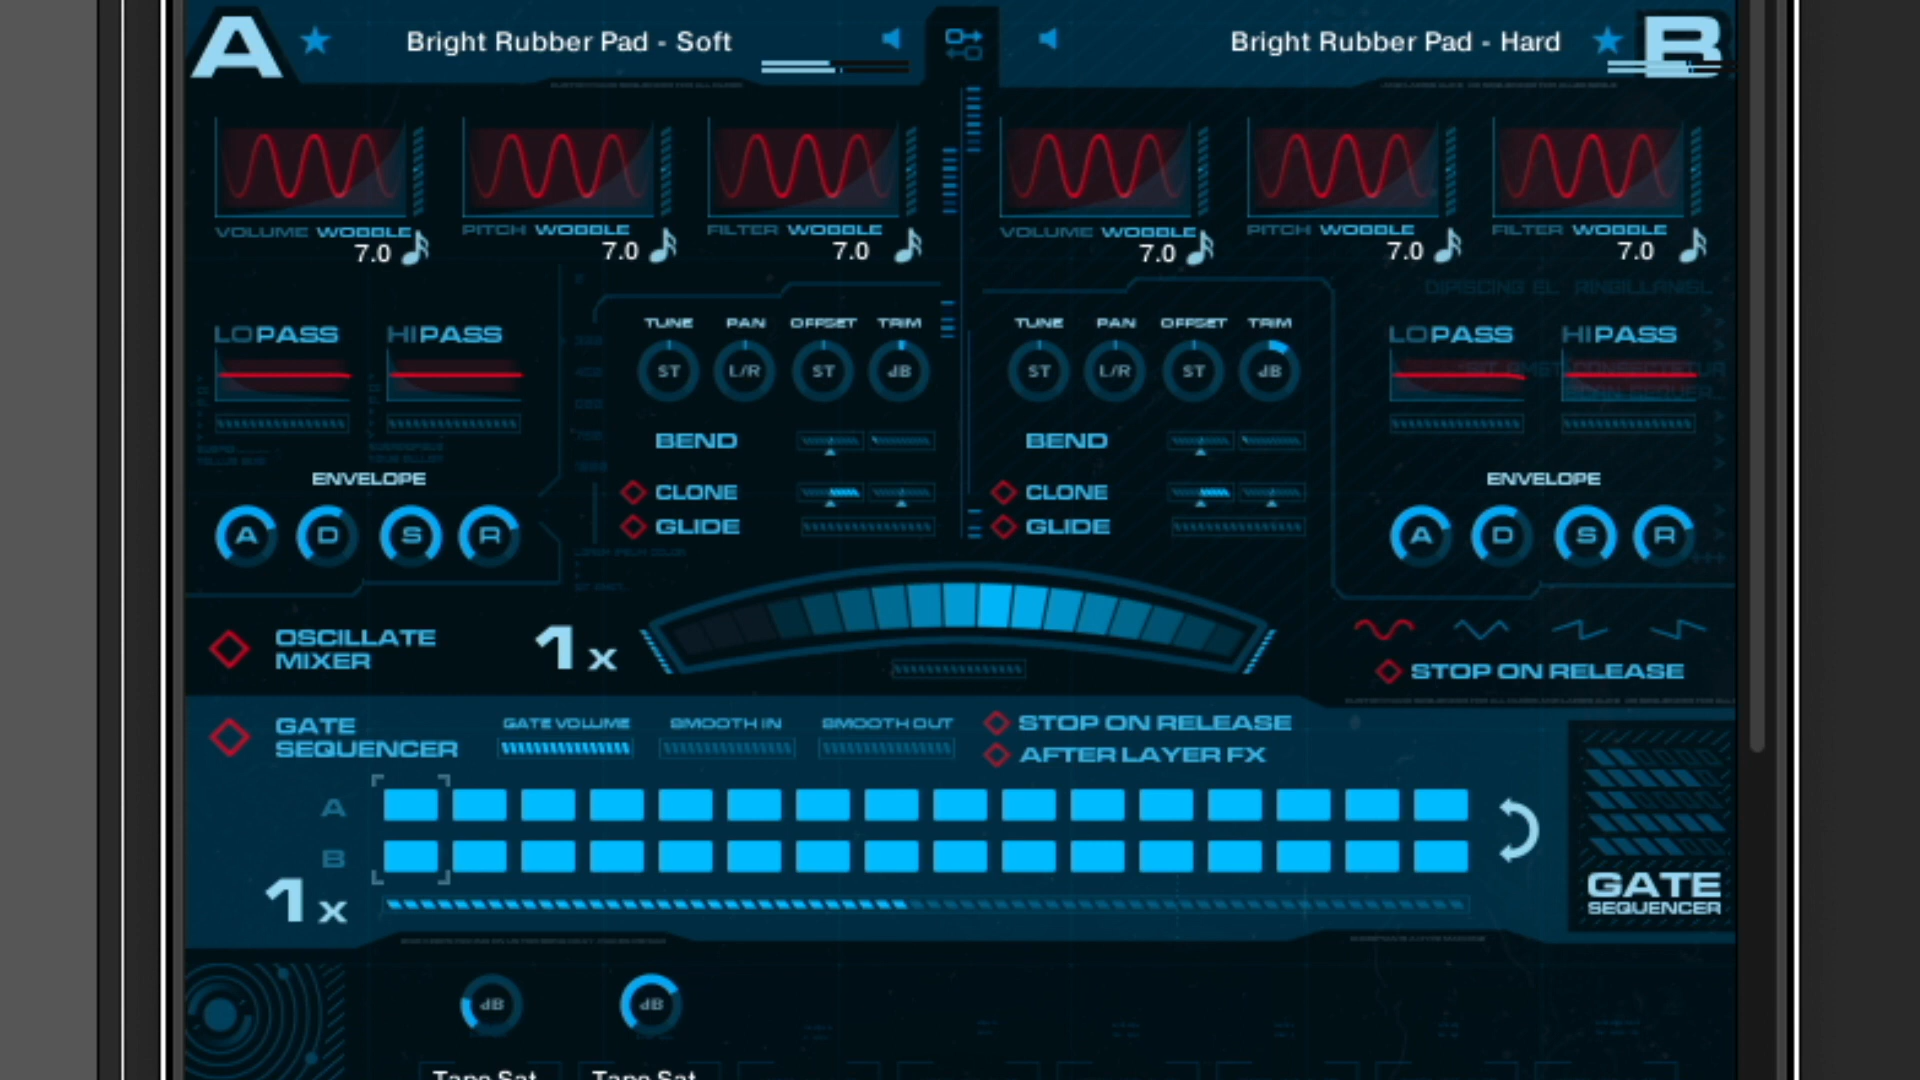 A
Bright Rubber Pad - Soft
Bright Rubber Pad - Hard
B
VOLUME WOBBLE
7.0
PITCH WOBBLE
7.0
FILTER WOBBLE
7.0
VOLUME WOBBLE
7.0
PITCH WOBBLE
7.0
FILTER WOBBLE
7.0
LOPASS
HIPASS
TUNE PAN OFFSET TRIM
ST L/R ST dB
BEND
CLONE
GLIDE
ENVELOPE
A D S R
TUNE PAN OFFSET TRIM
ST L/R ST dB
BEND
CLONE
GLIDE
LOPASS
HIPASS
ENVELOPE
A D S R
OSCILLATE
MIXER
1x
STOP ON RELEASE
GATE
SEQUENCER
GATE VOLUME
SMOOTH IN
SMOOTH OUT
STOP ON RELEASE
AFTER LAYER FX
A
B
1x
GATE
SEQUENCER
dB
dB
Tape Sat
Tape Sat